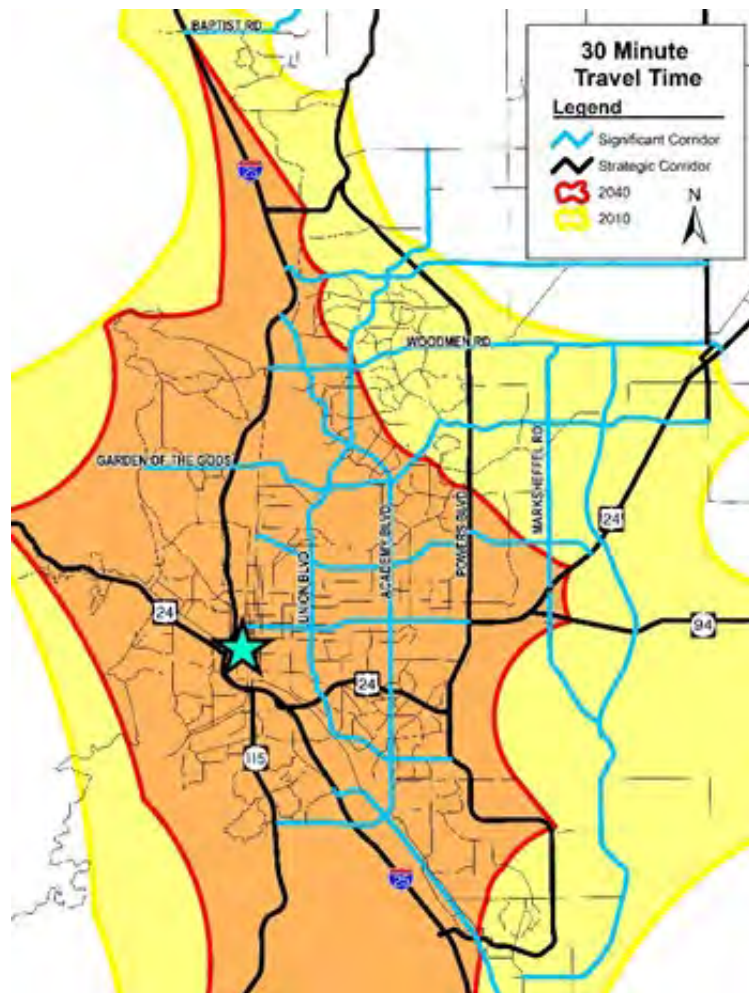 BAPTIST RD
30 Minute
Travel Time
Legend
Significant Corridor
Strategic Corridor
2040
2010
N
25
WOODMEN RD
GARDEN OF THE GODS
MARKSHEFFEL RD
POWERS BLVD
ACADEMY BLVD
UNION BLVD
24
24
94
24
115
25